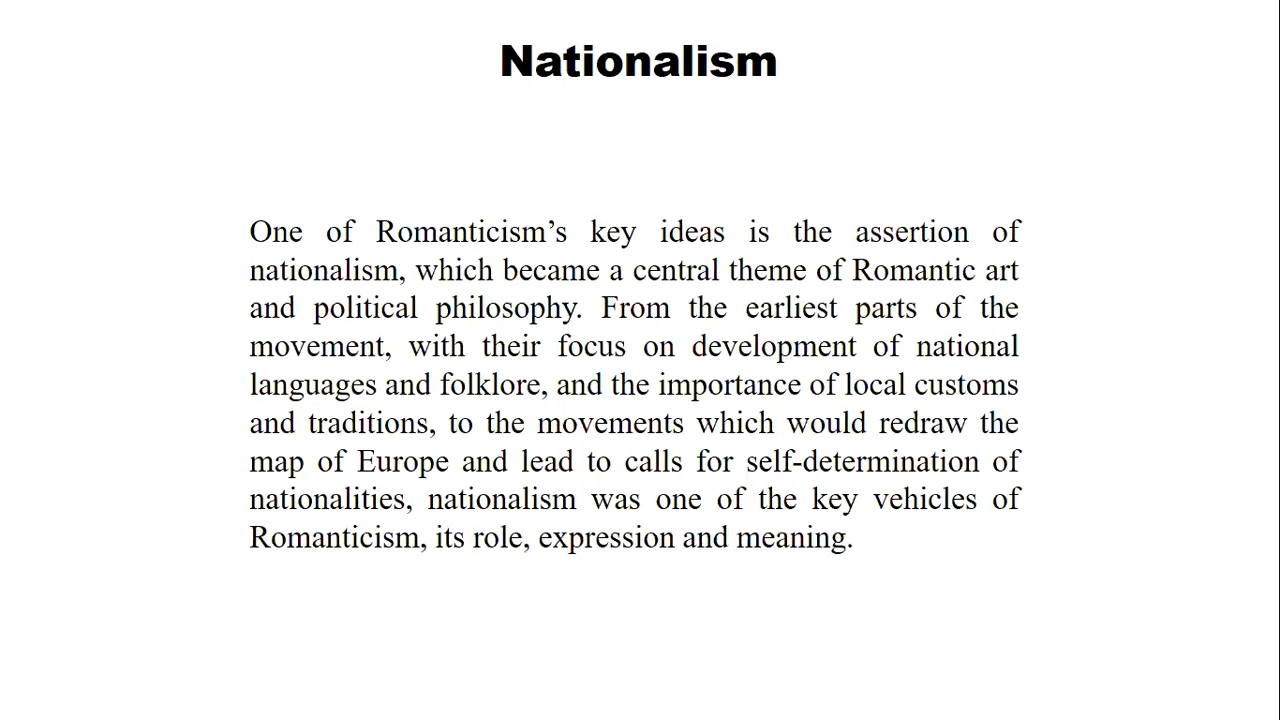 Nationalism
One of Romanticism’s key ideas is the assertion of
nationalism, which became a central theme of Romantic art
and political philosophy. From the earliest parts of the
movement, with their focus on development of national
languages and folklore, and the importance of local customs
and traditions, to the movements which would redraw the
map of Europe and lead to calls for self-determination of
nationalities, nationalism was one of the key vehicles of
Romanticism, its role, expression and meaning.